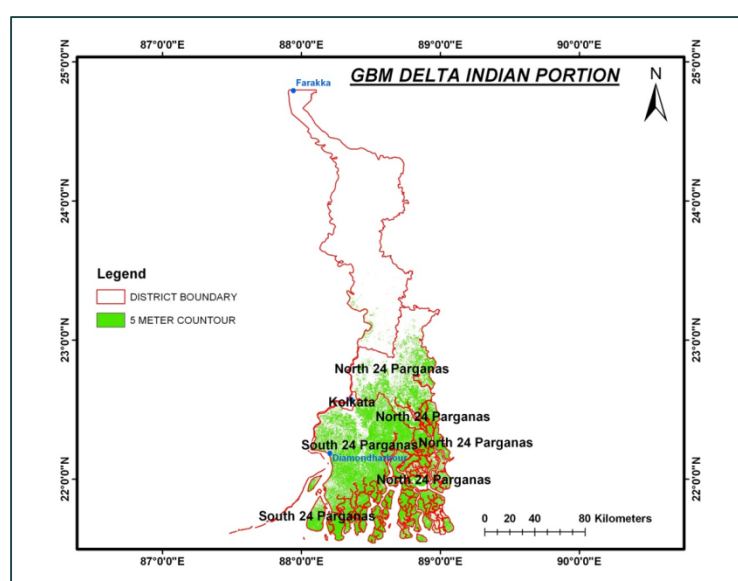 87°0'0"E 88°0'0"E 89°0'0"E 90°0'0"E
25°0'0"N
25°0'0"N
GBM DELTA INDIAN PORTION
N
Farakka
24°0'0"N
24°0'0"N
Legend
DISTRICT BOUNDARY
5 METER COUNTOUR
23°0'0"N
23°0'0"N
North 24 Parganas
Kolkata
North 24 Parganas
South 24 Parganas
North 24 Parganas
Diamondharbour
North 24 Parganas
22°0'0"N
22°0'0"N
South 24 Parganas
0 20 40 80 Kilometers
87°0'0"E 88°0'0"E 89°0'0"E 90°0'0"E